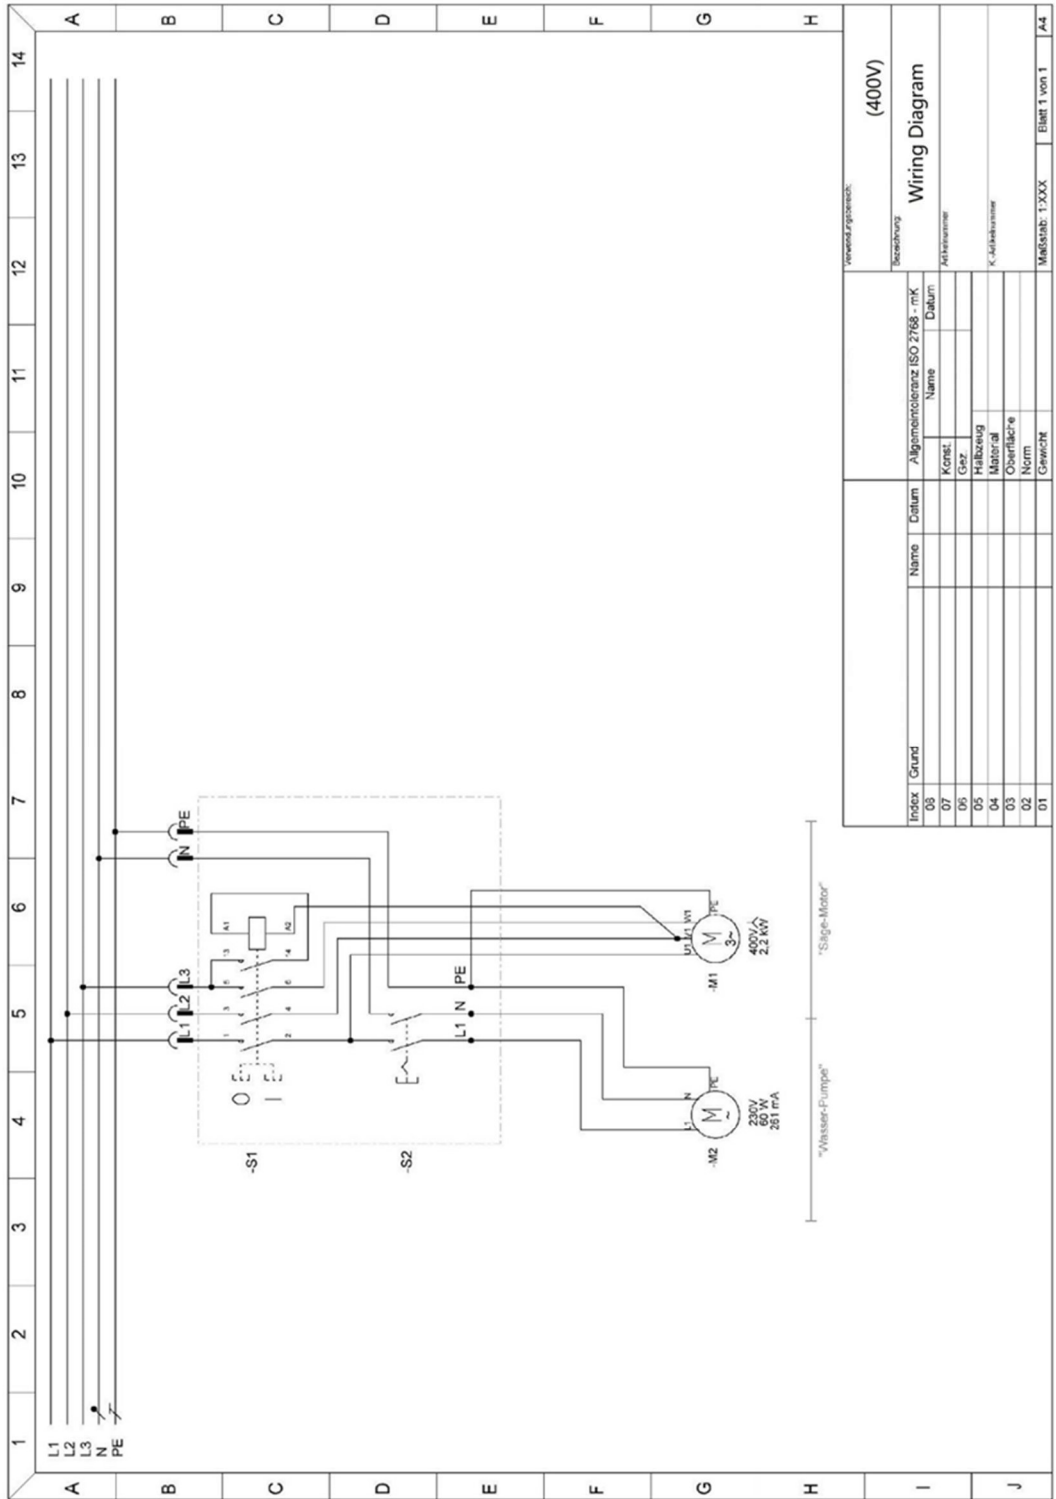 14 13 12 11 10 9 8 7 6 5 4 3 2 1
A B C D E F G H
A B C D E F G H I J
L1
L2
L3
N
PE
L1 L2 L3 N PE
O
I
1 3 5 13 A1
2 4 6 14 A2
-S1
-S2
L1 N PE
U1 V1 W1
PE
M
3~
-M1
400V
2,2 kW
L1 N
PE
M
~
-M2
230V
60 W
261 mA
"Säge-Motor"
"Wasser-Pumpe"
Verwendungsbereich:
(400V)
Bezeichnung:
Wiring Diagram
Artikelnummer
K.-Artikelnummer
Maßstab: 1:XXX
Blatt 1 von 1
A4
Allgemeintoleranz ISO 2768 - mK
Name Datum
Konst.
Gez.
Halbzeug
Material
Oberfläche
Norm
Gewicht
Index Grund Name Datum
08
07
06
05
04
03
02
01